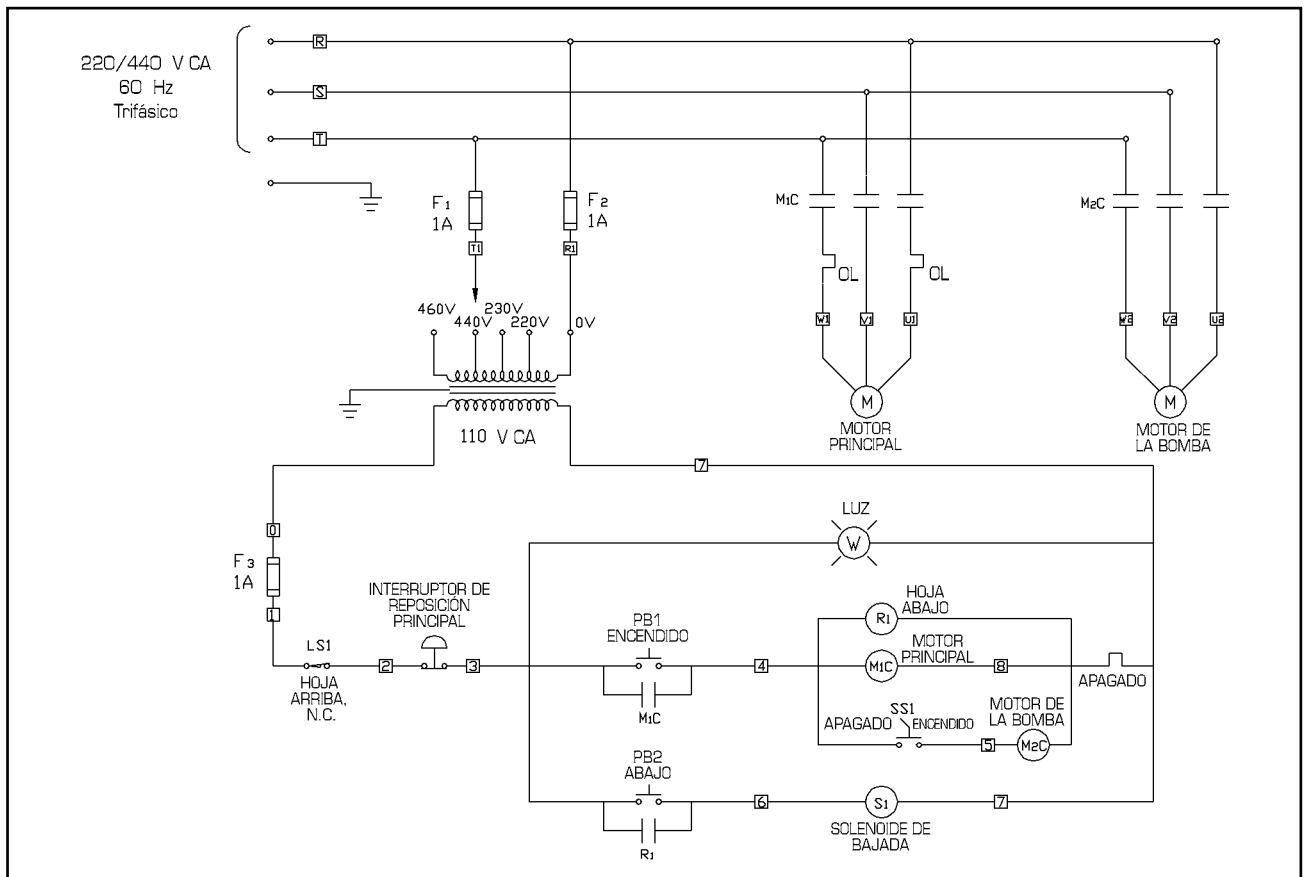 220/440 V CA
60 Hz
Trifásico
R
S
T
F1
1A
F2
1A
T1
R1
M1C
M2C
OL
OL
460V
440V
230V
220V
0V
W1
V1
U1
W2
V2
U2
M
M
MOTOR
PRINCIPAL
MOTOR DE
LA BOMBA
110 V CA
7
LUZ
W
0
F3
1A
1
INTERRUPTOR DE
REPOSICIÓN
PRINCIPAL
LS1
2
3
HOJA
ARRIBA,
N.C.
PB1
ENCENDIDO
4
M1C
HOJA
ABAJO
R1
MOTOR
PRINCIPAL
M1C
8
APAGADO
SS1
APAGADO
ENCENDIDO
5
MOTOR DE
LA BOMBA
M2C
PB2
ABAJO
6
R1
S1
7
SOLENOIDE DE
BAJADA